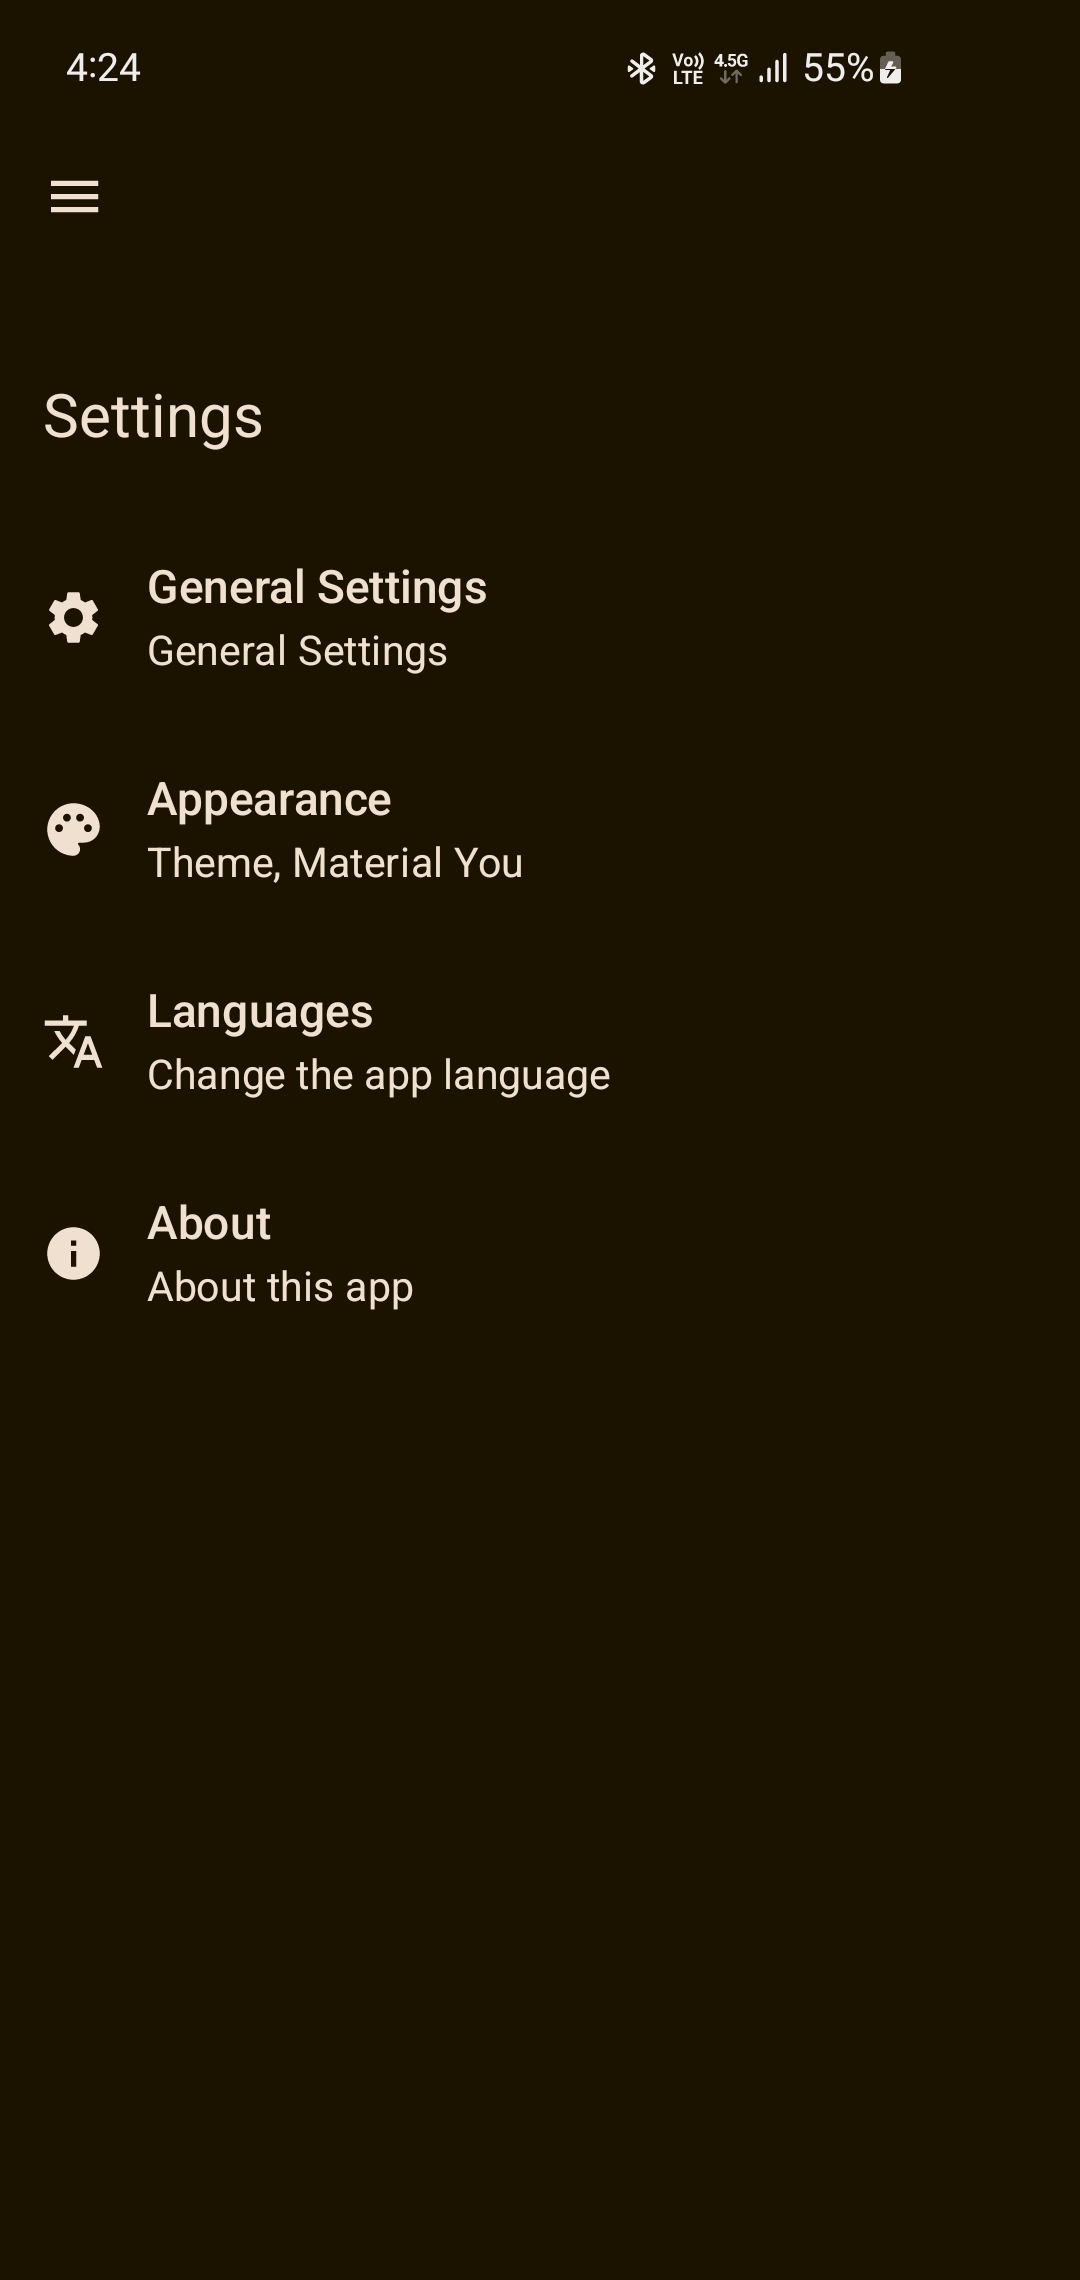 4:24
Vo)) 4.5G 55%
LTE
Settings
General Settings
General Settings
Appearance
Theme, Material You
Languages
Change the app language
About
About this app